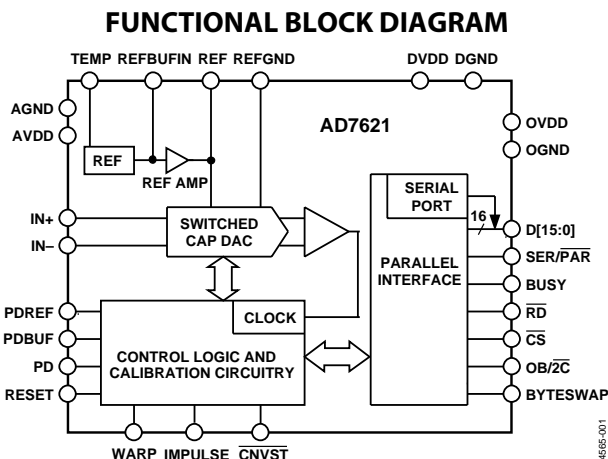 FUNCTIONAL BLOCK DIAGRAM
TEMP REFBUFIN REF REFGND DVDD DGND
AGND
AVDD
AD7621
OVDD
OGND
REF
REF AMP
SERIAL
PORT
16
IN+
IN–
SWITCHED
CAP DAC
D[15:0]
SER/PAR
BUSY
RD
CS
OB/2C
BYTESWAP
PARALLEL
INTERFACE
PDREF
PDBUF
PD
RESET
CLOCK
CONTROL LOGIC AND
CALIBRATION CIRCUITRY
WARP IMPULSE CNVST
4565-001